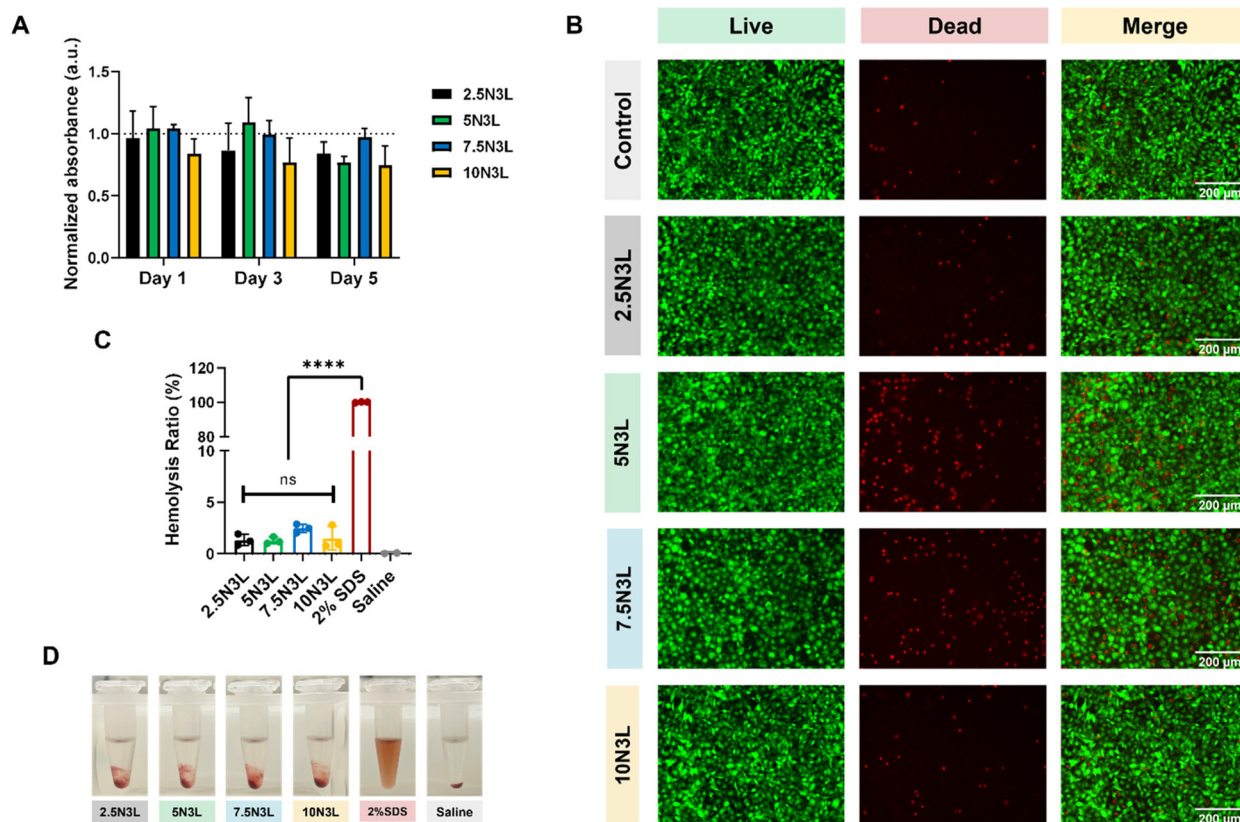 A
Normalized absorbance (a.u.)
1.5
1.0
0.5
0.0
Day 1 Day 3 Day 5
2.5N3L
5N3L
7.5N3L
10N3L
B
Live Dead Merge
Control
200 µm
2.5N3L
200 µm
5N3L
200 µm
7.5N3L
200 µm
10N3L
200 µm
C
Hemolysis Ratio (%)
120
100
80
10
5
0
****
ns
2.5N3L 5N3L 7.5N3L 10N3L 2% SDS Saline
D
2.5N3L 5N3L 7.5N3L 10N3L 2%SDS Saline